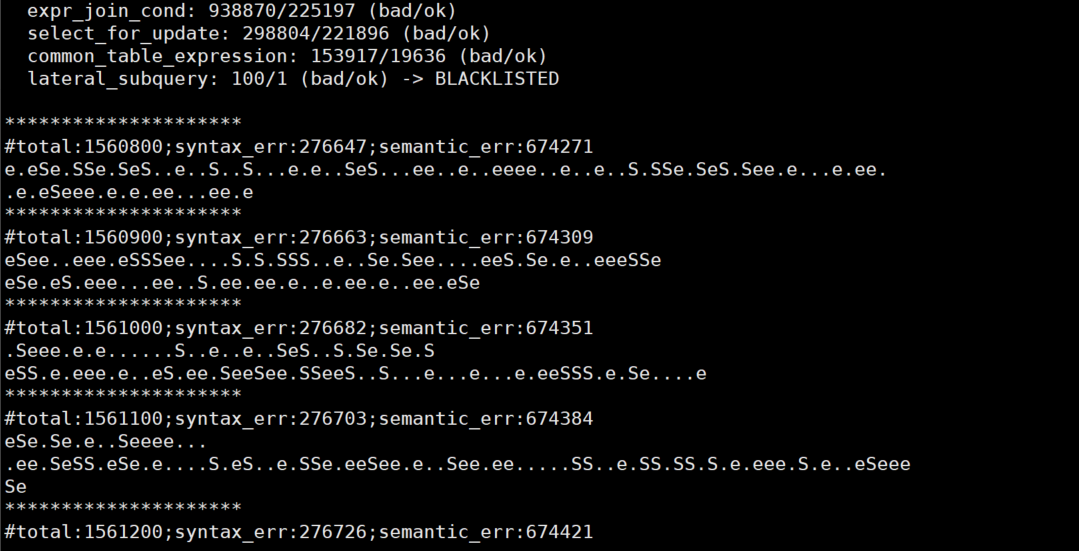 expr_join_cond: 938870/225197 (bad/ok)
select_for_update: 298804/221896 (bad/ok)
common_table_expression: 153917/19636 (bad/ok)
lateral_subquery: 100/1 (bad/ok) -> BLACKLISTED
*********************
#total:1560800;syntax_err:276647;semantic_err:674271
e.eSe.SSe.SeS..e..S..S...e.e..SeS...ee..e..eeee..e..e..S.SSe.SeS.See.e...e.ee.
.e.eSeee.e.e.ee...ee.e
*********************
#total:1560900;syntax_err:276663;semantic_err:674309
eSee..eee.eSSSee....S.S.SSS..e..Se.See....eeS.Se.e..eeeSSe
eSe.eS.eee...ee..S.ee.ee.e..e.ee.e..ee.eSe
*********************
#total:1561000;syntax_err:276682;semantic_err:674351
.Seee.e.e......S..e..e..SeS..S.Se.Se.S
eSS.e.eee.e..eS.ee.SeeSee.SSeeS..S...e...e...e.eeSSS.e.Se....e
*********************
#total:1561100;syntax_err:276703;semantic_err:674384
eSe.Se.e..Seeee...
.ee.SeSS.eSe.e....S.eS..e.SSe.eeSee.e..See.ee.....SS..e.SS.SS.S.e.eee.S.e..eSeee
Se
*********************
#total:1561200;syntax_err:276726;semantic_err:674421